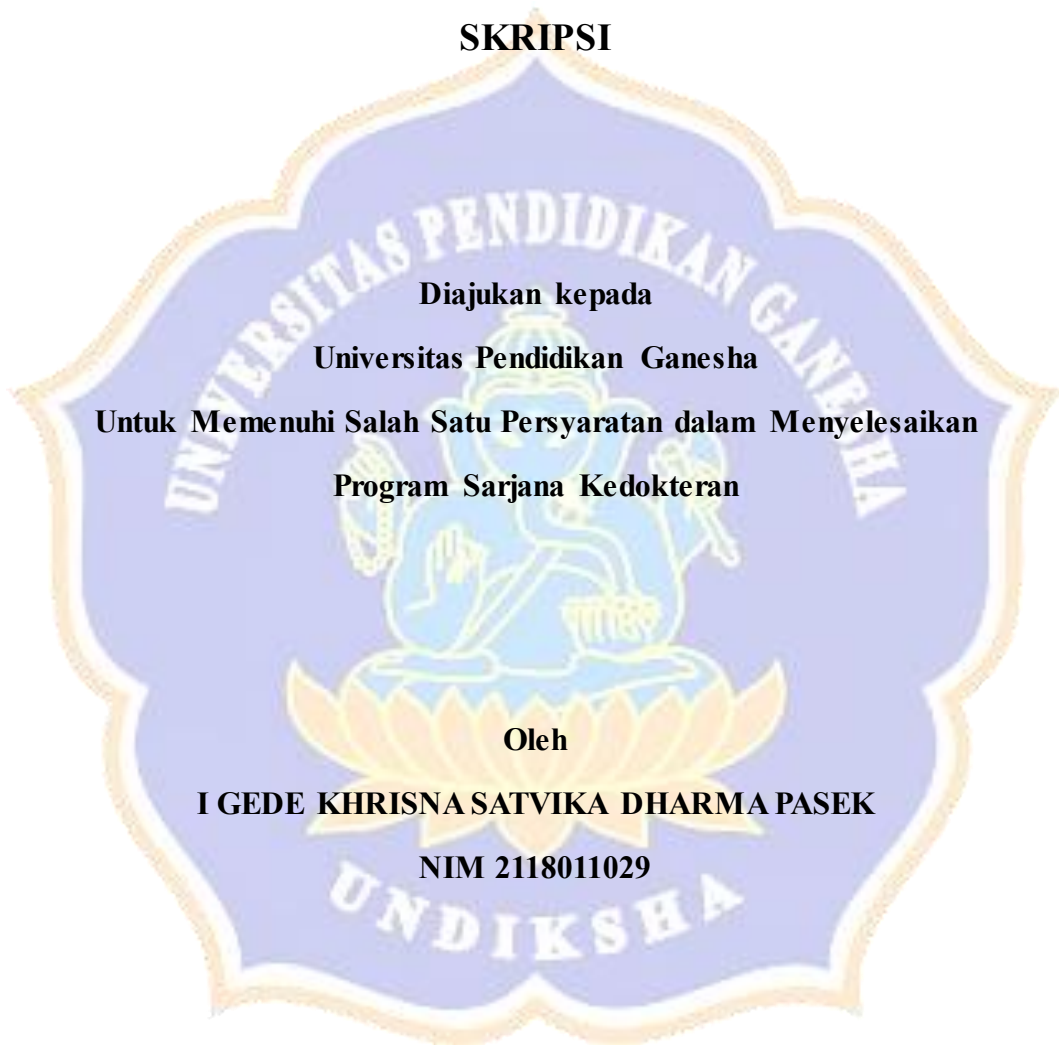 SKRIPSI
UNIVERSITAS PENDIDIKAN GANESHA
Diajukan kepada
Universitas Pendidikan Ganesha
Untuk Memenuhi Salah Satu Persyaratan dalam Menyelesaikan
Program Sarjana Kedokteran
Oleh
I GEDE KHRISNA SATVIKA DHARMA PASEK
NIM 2118011029
UNDIKSHA